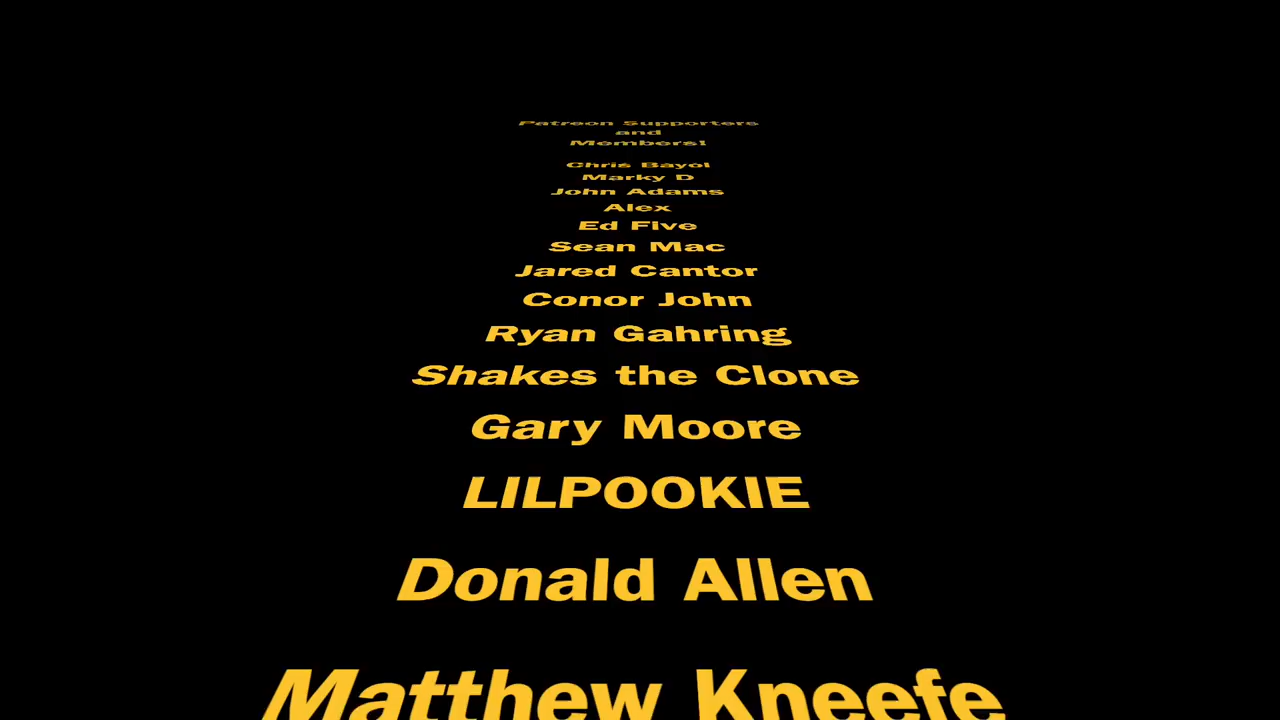 Patreon Supporters
and
Members!
Chris Bayol
Marky D
John Adams
Alex
Ed Five
Sean Mac
Jared Cantor
Conor John
Ryan Gahring
Shakes the Clone
Gary Moore
LILPOOKIE
Donald Allen
Matthew Kneefe